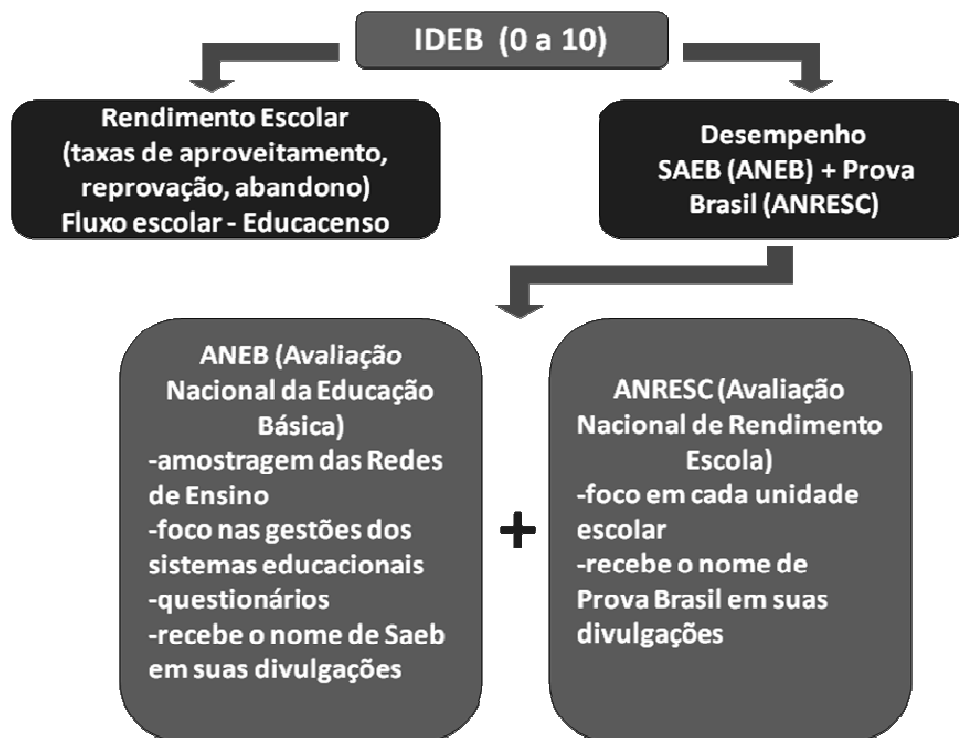 IDEB (0 a 10)
Rendimento Escolar
(taxas de aproveitamento,
reprovação, abandono)
Fluxo escolar - Educacenso
Desempenho
SAEB (ANEB) + Prova
Brasil (ANRESC)
ANEB (Avaliação
Nacional da Educação
Básica)
-amostragem das Redes
de Ensino
-foco nas gestões dos
sistemas educacionais
-questionários
-recebe o nome de Saeb
em suas divulgações
+
ANRESC (Avaliação
Nacional de Rendimento
Escola)
-foco em cada unidade
escolar
-recebe o nome de
Prova Brasil em suas
divulgações